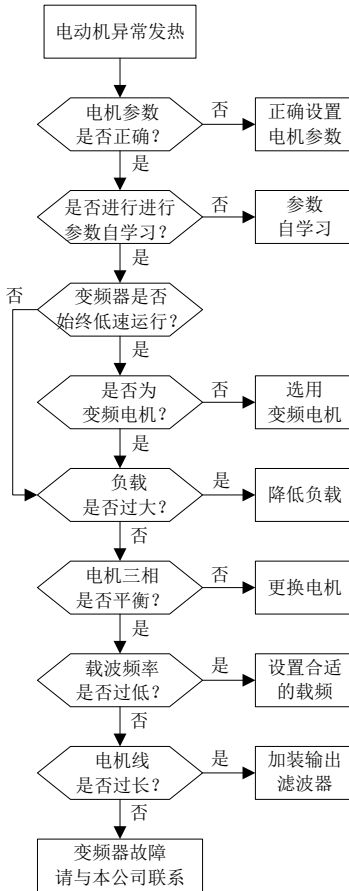 电动机异常发热
电机参数
是否正确？
否
正确设置
电机参数
是
是否进行进行
参数自学习？
否
参数
自学习
是
否
变频器是否
始终低速运行？
是
是否为
变频电机？
否
选用
变频电机
是
负载
是否过大？
是
降低负载
否
电机三相
是否平衡？
否
更换电机
是
载波频率
是否过低？
是
设置合适
的载频
否
电机线
是否过长？
是
加装输出
滤波器
否
变频器故障
请与本公司联系